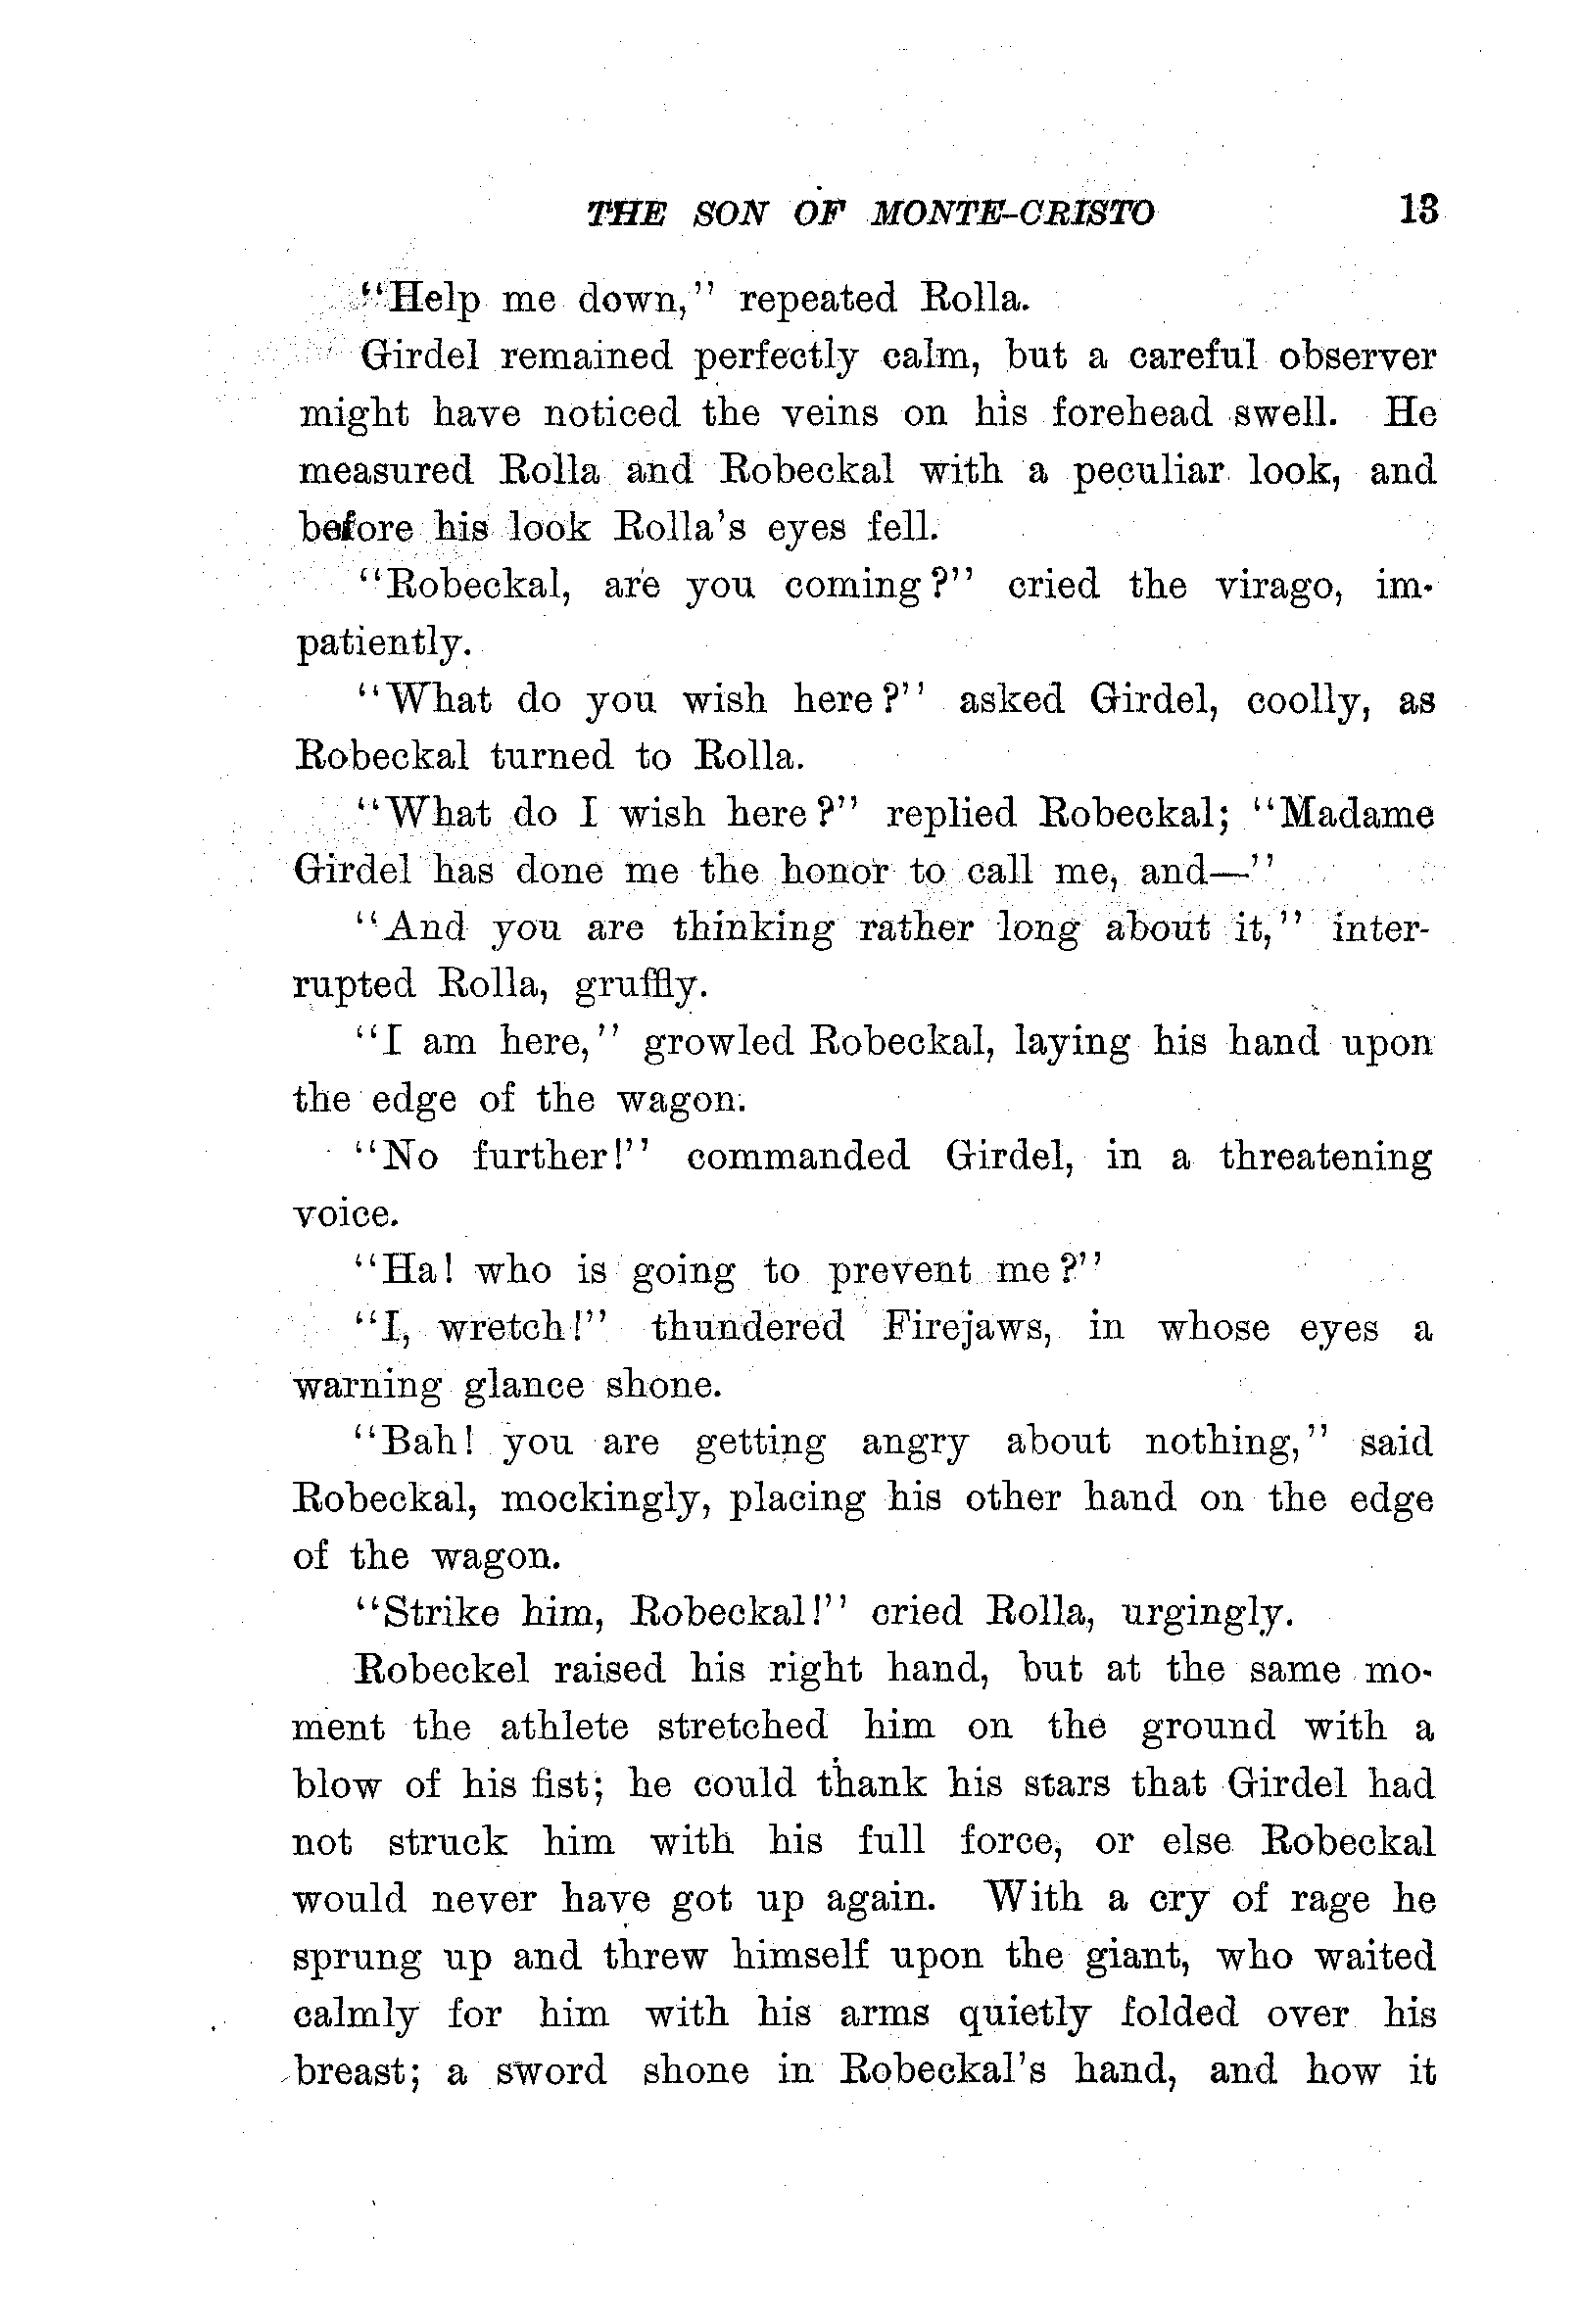 THE SON OF MONTE-CRISTO 13
"Help me down," repeated Rolla.
Girdel remained perfectly calm, but a careful observer
might have noticed the veins on his forehead swell. He
measured Rolla and Robeckal with a peculiar look, and
before his look Rolla's eyes fell.
"Robeckal, are you coming?" cried the virago, im-
patiently.
"What do you wish here?" asked Girdel, coolly, as
Robeckal turned to Rolla.
"What do I wish here?" replied Robeckal; "Madame
Girdel has done me the honor to call me, and—"
"And you are thinking rather long about it," inter-
rupted Rolla, gruffly.
"I am here," growled Robeckal, laying his hand upon
the edge of the wagon.
"No further!" commanded Girdel, in a threatening
voice.
"Ha! who is going to prevent me?"
"I, wretch!" thundered Firejaws, in whose eyes a
warning glance shone.
"Bah! you are getting angry about nothing," said
Robeckal, mockingly, placing his other hand on the edge
of the wagon.
"Strike him, Robeckal!" cried Rolla, urgingly.
Robeckel raised his right hand, but at the same mo-
ment the athlete stretched him on the ground with a
blow of his fist; he could thank his stars that Girdel had
not struck him with his full force, or else Robeckal
would never have got up again. With a cry of rage he
sprung up and threw himself upon the giant, who waited
calmly for him with his arms quietly folded over his
breast; a sword shone in Robeckal's hand, and how it